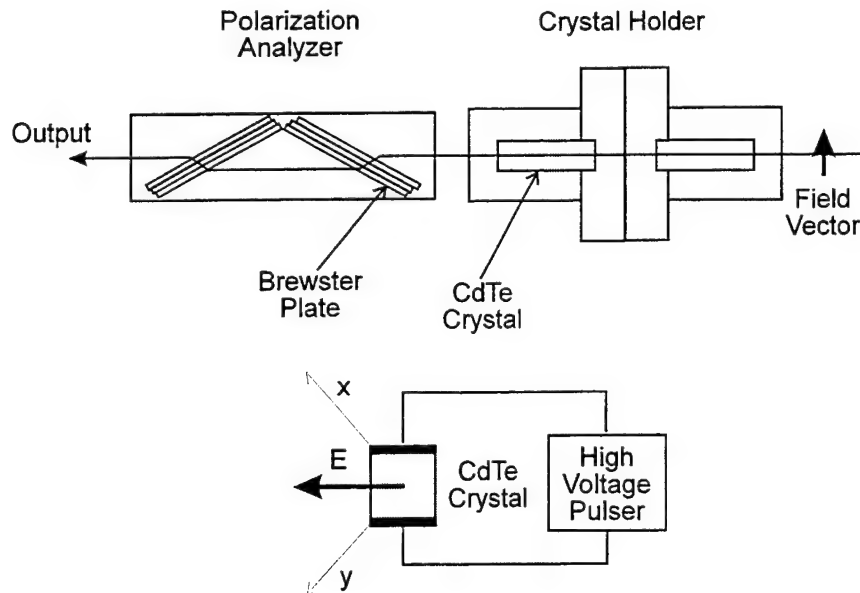 Polarization
Analyzer
Crystal Holder
Output
Field
Vector
Brewster
Plate
CdTe
Crystal
x
E
CdTe
Crystal
High
Voltage
Pulser
y